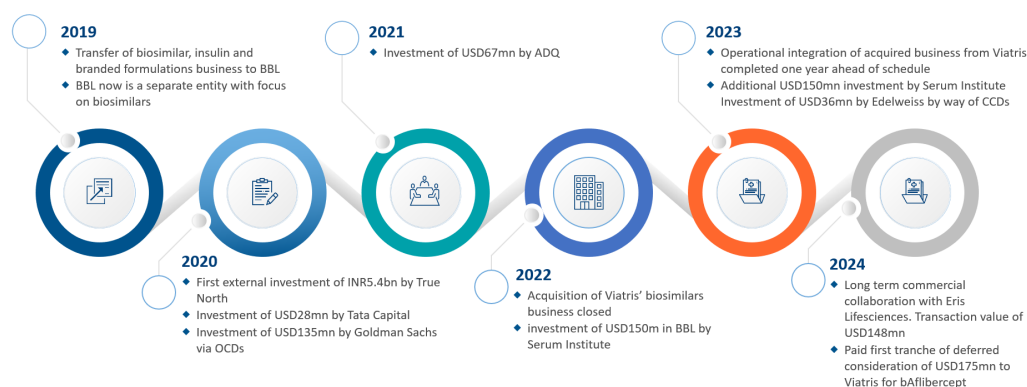 2019
Transfer of biosimilar, insulin and
branded formulations business to BBL
BBL now is a separate entity with focus
on biosimilars
2020
First external investment of INR5.4bn by True
North
Investment of USD28mn by Tata Capital
Investment of USD135mn by Goldman Sachs
via OCDs
2021
Investment of USD67mn by ADQ
2022
Acquisition of Viatris’ biosimilars
business closed
investment of USD150m in BBL by
Serum Institute
2023
Operational integration of acquired business from Viatris
completed one year ahead of schedule
Additional USD150mn investment by Serum Institute
Investment of USD36mn by Edelweiss by way of CCDs
2024
Long term commercial
collaboration with Eris
Lifesciences. Transaction value of
USD148mn
Paid first tranche of deferred
consideration of USD175mn to
Viatris for bAflibercept